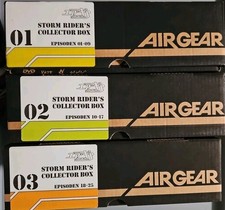 01
STORM RIDER'S
COLLECTOR BOX
EPISODEN 01-09
AIRGEAR
02
STORM RIDER'S
COLLECTOR BOX
EPISODEN 10-17
AIRGEAR
03
STORM RIDER'S
COLLECTOR BOX
EPISODEN 18-25
AIRGEAR